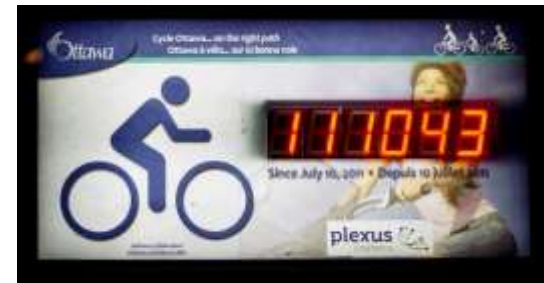 Ottawa
Cycle Ottawa... on the right path
Ottawa à vélo... sur la bonne voie
111043
Since July 10, 2011 • Depuis 10 juillet 2011
plexus